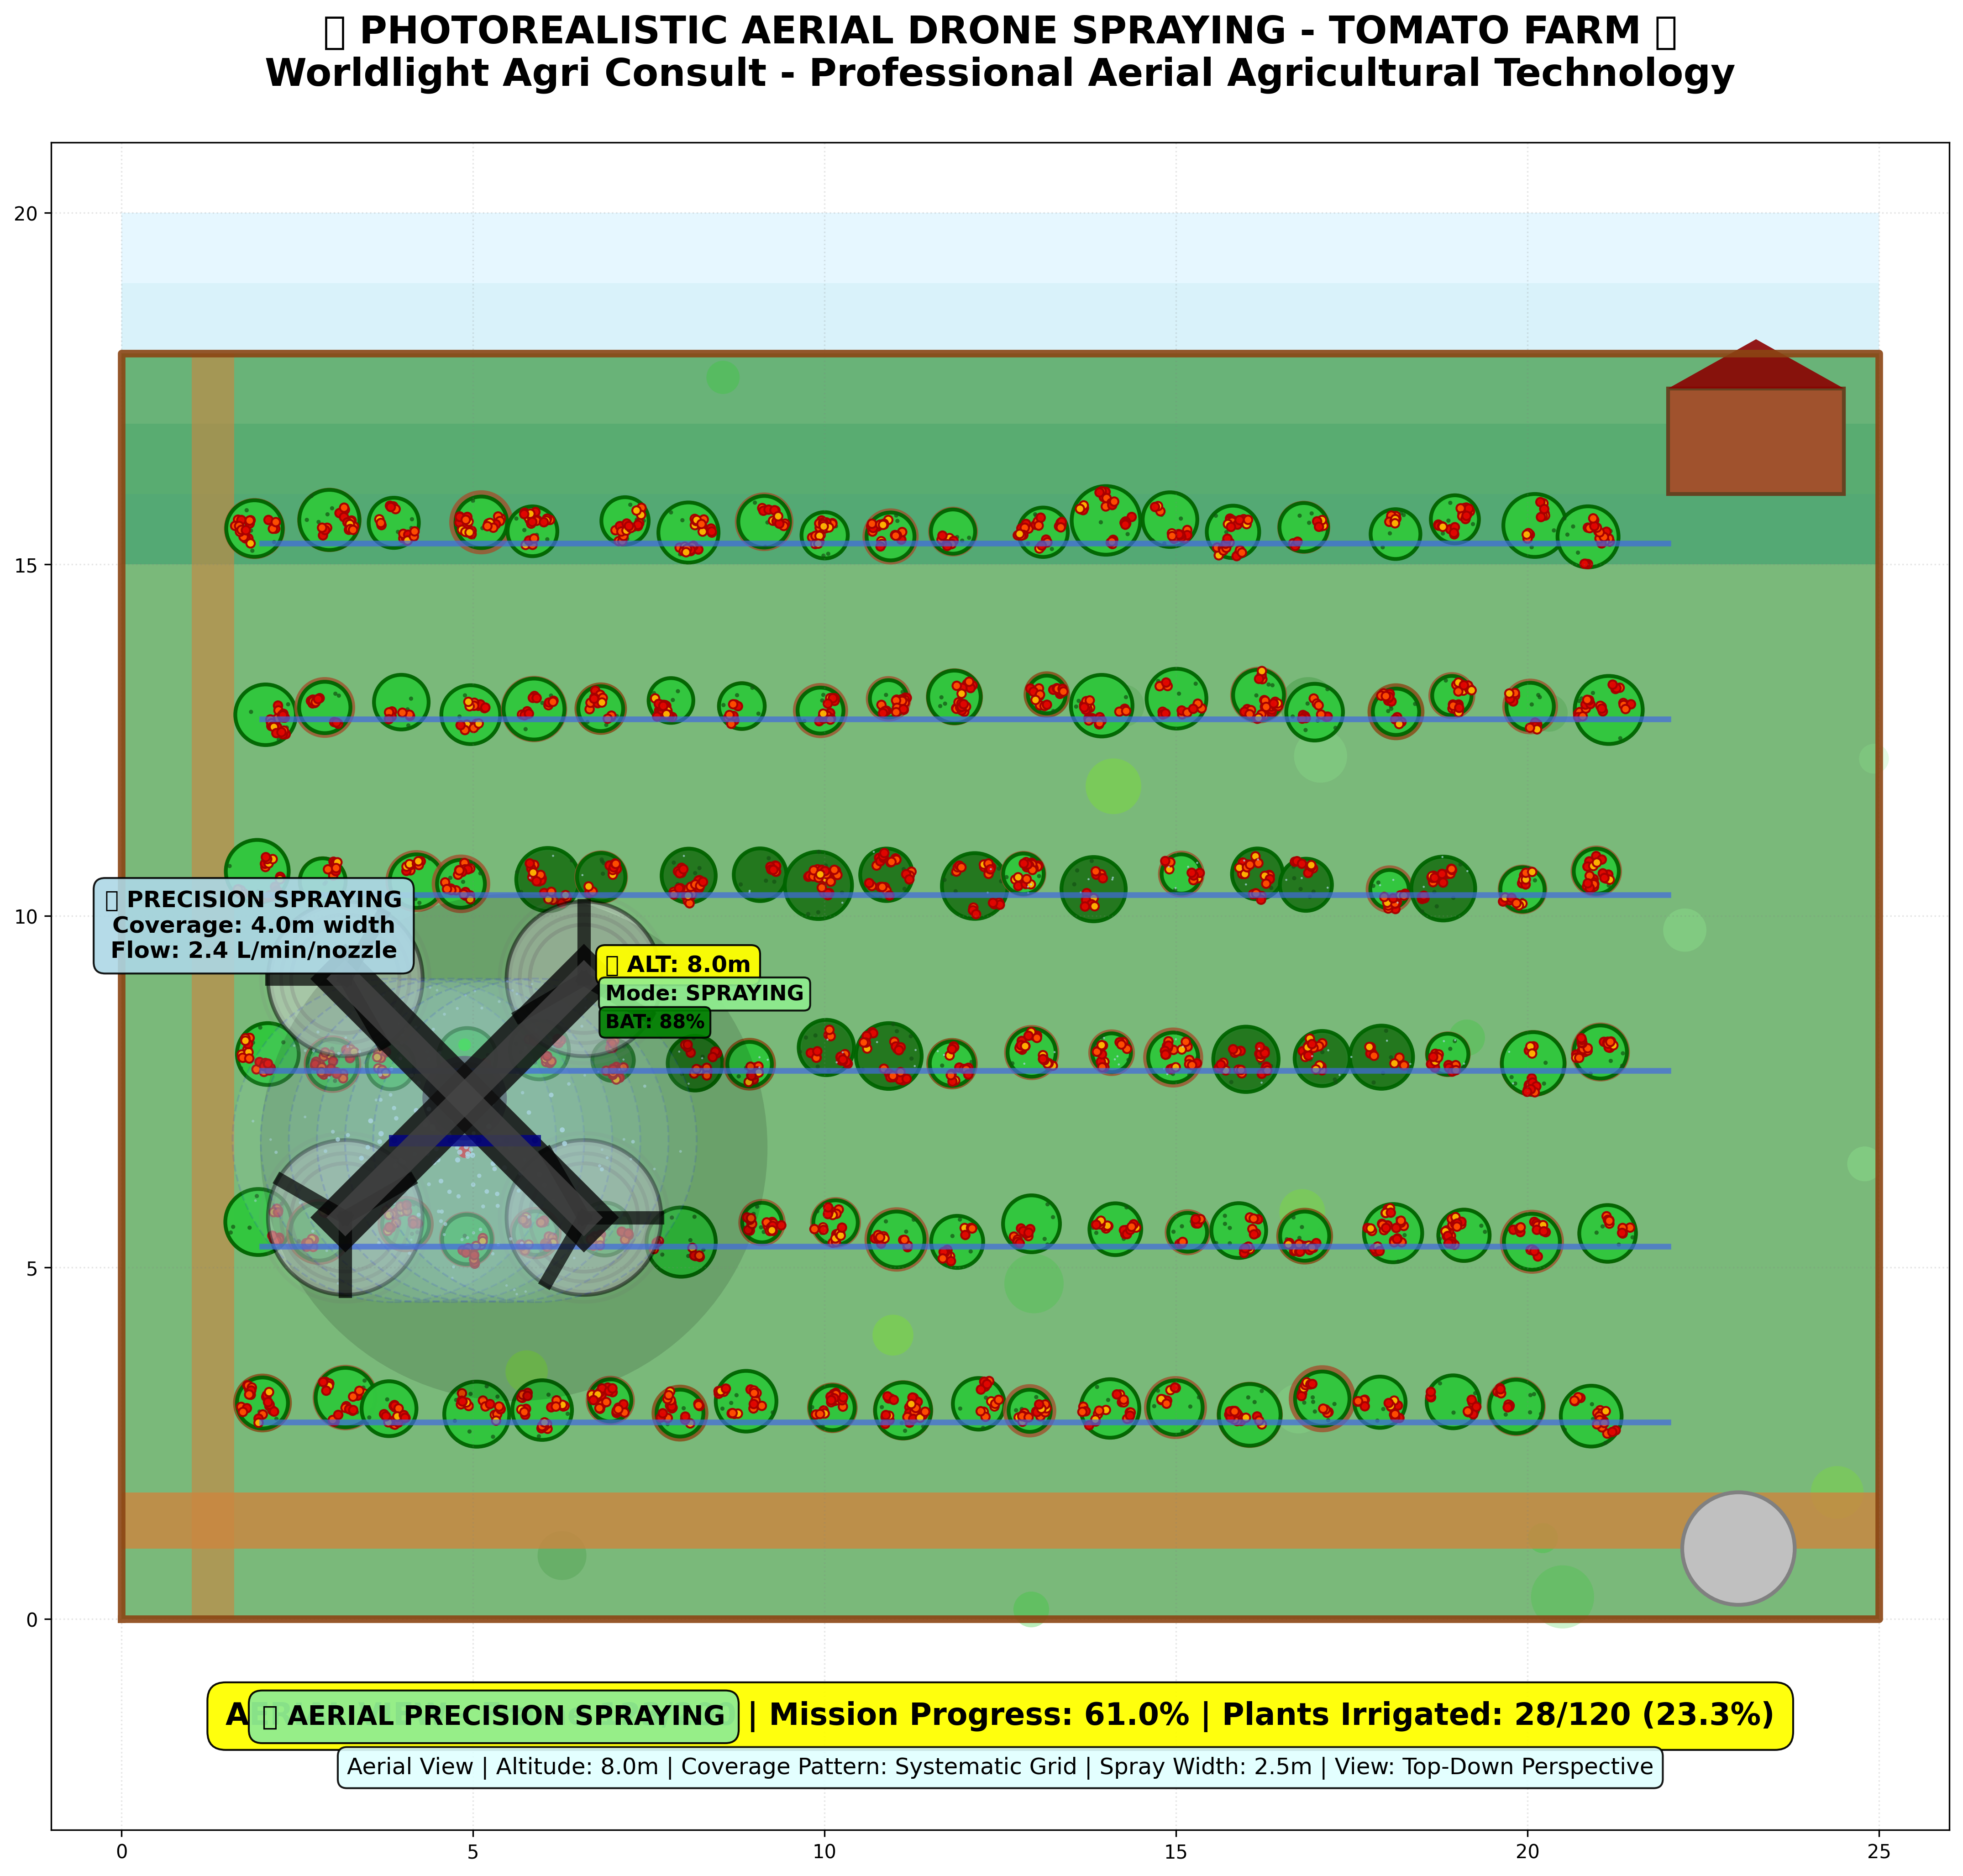 ▯ PHOTOREALISTIC AERIAL DRONE SPRAYING - TOMATO FARM ▯
Worldlight Agri Consult - Professional Aerial Agricultural Technology
20
15
10
5
0
▯ PRECISION SPRAYING
Coverage: 4.0m width
Flow: 2.4 L/min/nozzle
▯ ALT: 8.0m
Mode: SPRAYING
BAT: 88%
▯ AERIAL PRECISION SPRAYING
| Mission Progress: 61.0% | Plants Irrigated: 28/120 (23.3%)
Aerial View | Altitude: 8.0m | Coverage Pattern: Systematic Grid | Spray Width: 2.5m | View: Top-Down Perspective
0 5 10 15 20 25